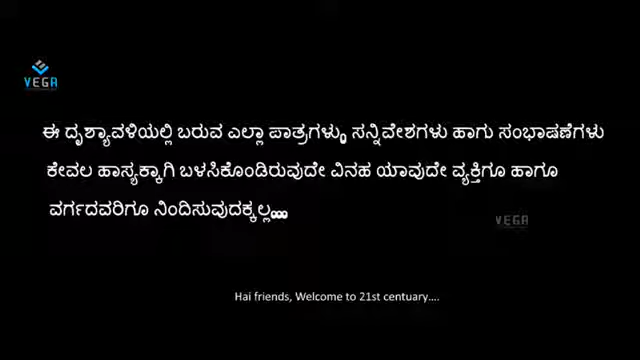 VEGA
ಈ ದೃಶ್ಯಾವಳಿಯಲ್ಲಿ ಬರುವ ಎಲ್ಲಾ ಪಾತ್ರಗಳು, ಸನ್ನಿವೇಶಗಳು ಹಾಗು ಸಂಭಾಷಣೆಗಳು
ಕೇವಲ ಹಾಸ್ಯಕ್ಕಾಗಿ ಬಳಸಿಕೊಂಡಿರುವುದೇ ವಿನಹ ಯಾವುದೇ ವ್ಯಕ್ತಿಗೂ ಹಾಗೂ
ವರ್ಗದವರಿಗೂ ನಿಂದಿಸುವುದಕ್ಕಲ್ಲ...
VEGA
Hai friends, Welcome to 21st centuary....